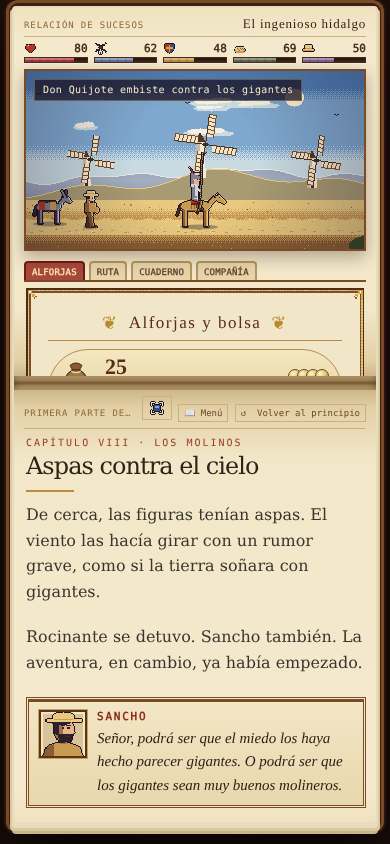 RELACIÓN DE SUCESOS
El ingenioso hidalgo
80 62 48 69 50
Don Quijote embiste contra los gigantes
ALFORJAS RUTA CUADERNO COMPAÑÍA
Alforjas y bolsa
25
PRIMERA PARTE DE… Menú ↺ Volver al principio
CAPÍTULO VIII · LOS MOLINOS
Aspas contra el cielo
De cerca, las figuras tenían aspas. El
viento las hacía girar con un rumor
grave, como si la tierra soñara con
gigantes.
Rocinante se detuvo. Sancho también. La
aventura, en cambio, ya había empezado.
SANCHO
Señor, podrá ser que el miedo los haya
hecho parecer gigantes. O podrá ser que
los gigantes sean muy buenos molineros.